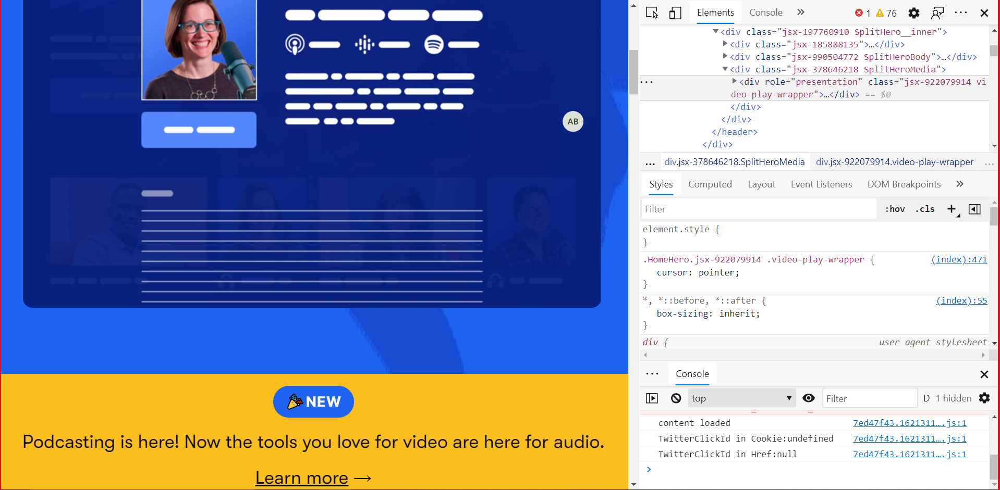 AB
NEW
Podcasting is here! Now the tools you love for video are here for audio.
Learn more →
Elements
Console
1
76
<div class="jsx-197760910 SplitHero__inner">
<div class="jsx-185888135">…</div>
<div class="jsx-990504772 SplitHeroBody">…</div>
<div class="jsx-378646218 SplitHeroMedia">
<div role="presentation" class="jsx-922079914 vi
deo-play-wrapper">…</div> == $0
</div>
</div>
</header>
</div>
... div.jsx-378646218.SplitHeroMedia div.jsx-922079914.video-play-wrapper ...
Styles Computed Layout Event Listeners DOM Breakpoints
Filter :hov .cls +
element.style {
}
.HomeHero.jsx-922079914 .video-play-wrapper { (index):471
cursor: pointer;
}
*, *::before, *::after { (index):55
box-sizing: inherit;
}
div { user agent stylesheet
Console
top Filter D 1 hidden
content loaded 7ed47f43.1621311….js:1
TwitterClickId in Cookie:undefined 7ed47f43.1621311….js:1
TwitterClickId in Href:null 7ed47f43.1621311….js:1